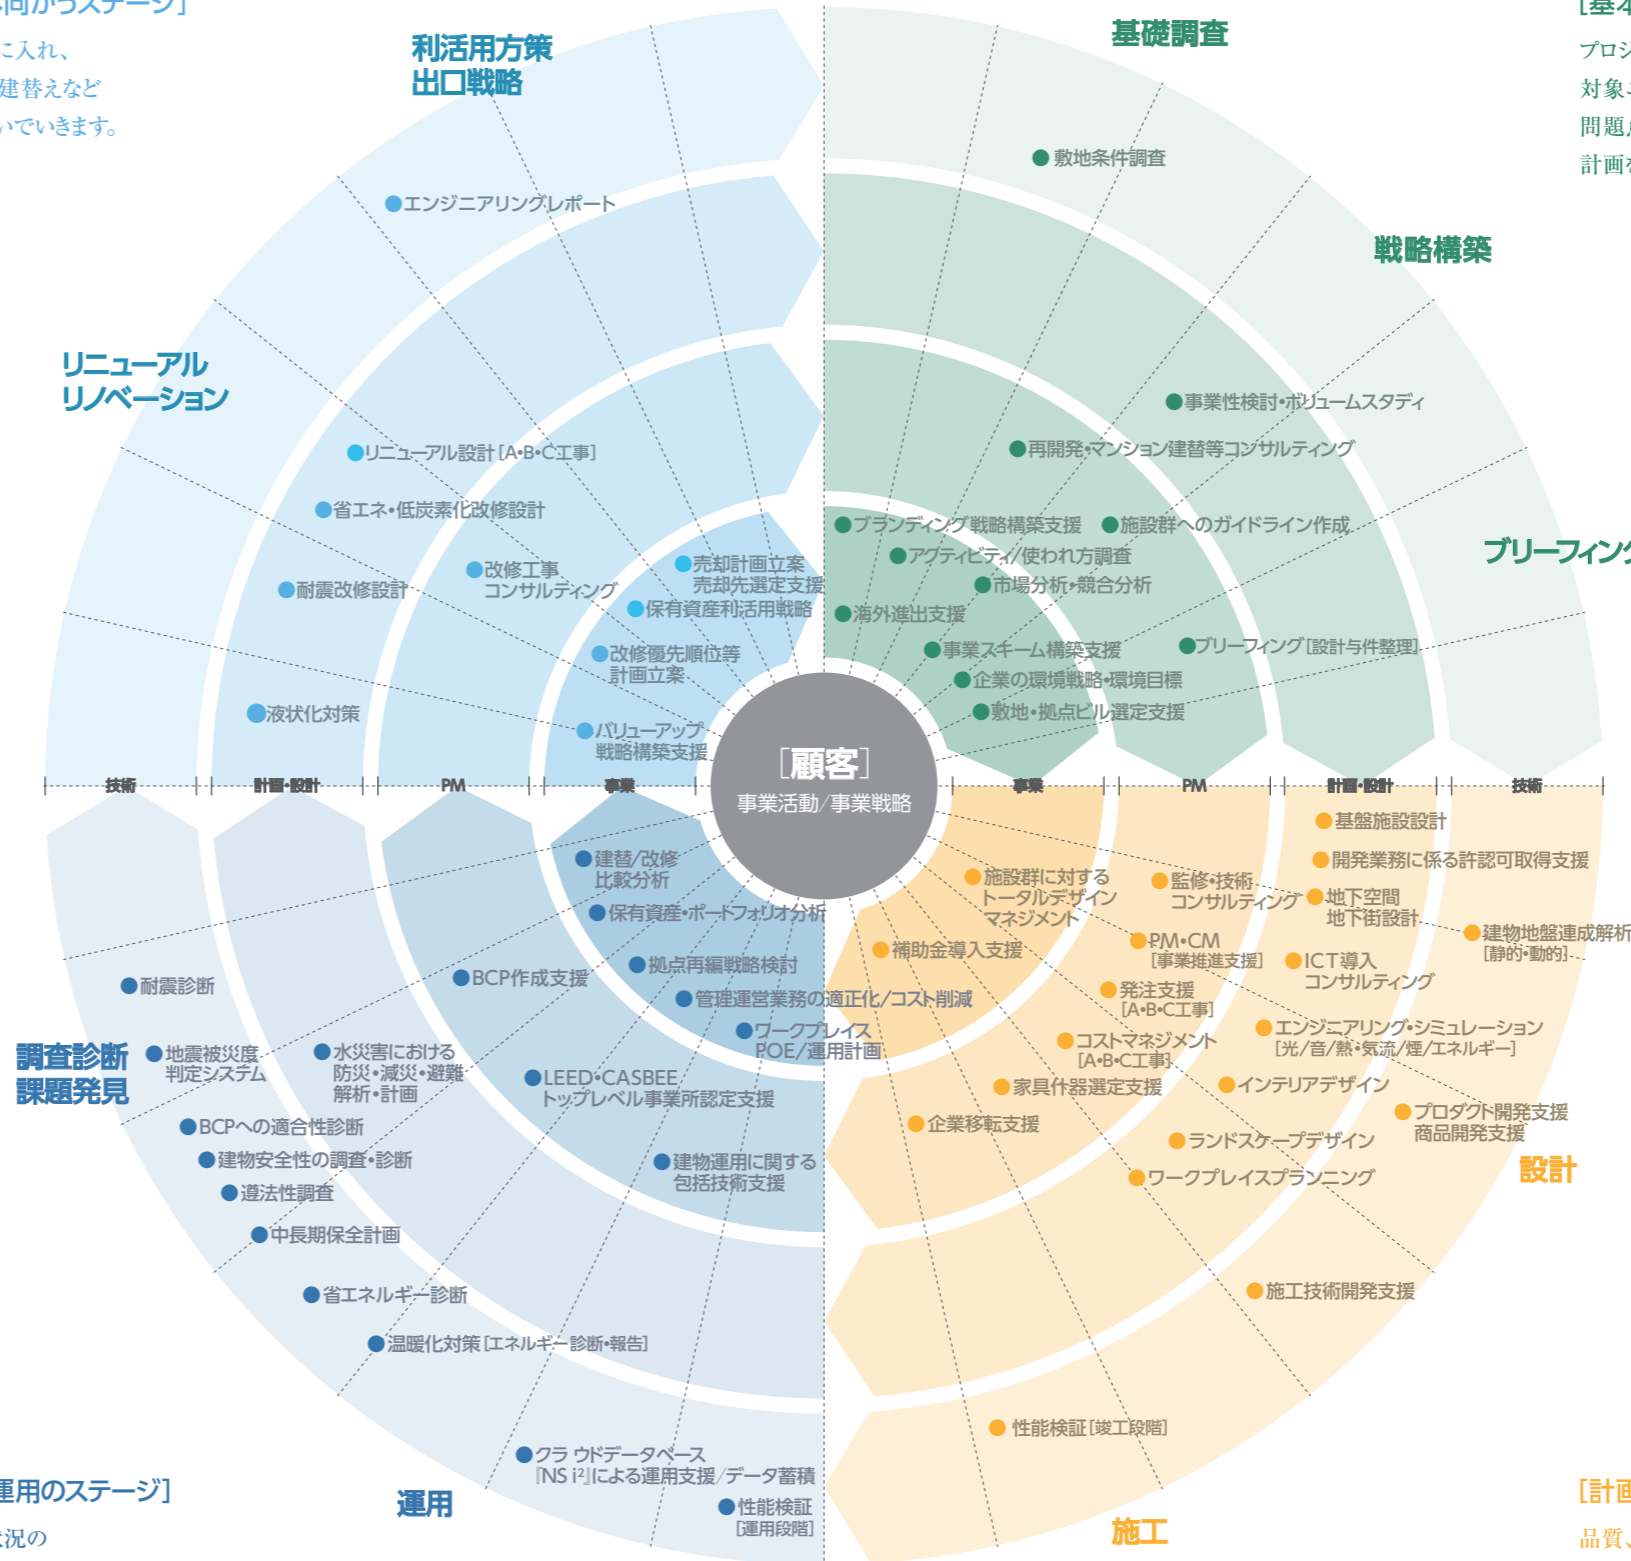 向かうステージ]
に入れ、
建替えなど
いでいきます。
利活用方策
出口戦略
エンジニアリングレポート
リニューアル
リノベーション
リニューアル設計 [A・B・C工事]
省エネ・低炭素化改修設計
耐震改修設計
液状化対策
改修工事
コンサルティング
売却計画立案
売却先選定支援
保有資産利活用戦略
改修優先順位等
計画立案
バリューアップ
戦略構築支援
[基本
プロジ
対象
問題点
計画を
基礎調査
敷地条件調査
戦略構築
事業性検討・ボリュームスタディ
再開発・マンション建替等コンサルティング
ブランディング戦略構築支援
施設群へのガイドライン作成
アクティビティ/使われ方調査
市場分析・競合分析
海外進出支援
ブリーフィング
事業スキーム構築支援
ブリーフィング [設計与件整理]
企業の環境戦略・環境目標
敷地・拠点ビル選定支援
[顧客]
事業活動/事業戦略
技術
計画・設計
PM
事業
事業
PM
計画・設計
技術
建替/改修
比較分析
保有資産・ポートフォリオ分析
拠点再編戦略検討
管理運営業務の適正化/コスト削減
ワークプレイス
POE/運用計画
BCP作成支援
耐震診断
調査診断
課題発見
地震被災度
判定システム
水災害における
防災・減災・避難
解析・計画
LEED・CASBEE
トップレベル事業所認定支援
BCPへの適合性診断
建物安全性の調査・診断
遵法性調査
中長期保全計画
建物運用に関する
包括技術支援
省エネルギー診断
温暖化対策 [エネルギー診断・報告]
クラウドデータベース
『NS i²』による運用支援/データ蓄積
性能検証
[運用段階]
運用
運用のステージ]
状況の
基盤施設設計
開発業務に係る許認可取得支援
施設群に対する
トータルデザイン
マネジメント
監修・技術
コンサルティング
地下空間
地下街設計
建物地盤連成解析
[静的・動的]
補助金導入支援
PM・CM
[事業推進支援]
ICT導入
コンサルティング
発注支援
[A・B・C工事]
コストマネジメント
[A・B・C工事]
エンジニアリング・シミュレーション
[光/音/熱・気流/煙/エネルギー]
家具什器選定支援
インテリアデザイン
企業移転支援
プロダクト開発支援
商品開発支援
ランドスケープデザイン
ワークプレイスプランニング
設計
施工技術開発支援
性能検証 [竣工段階]
施工
[計画
品質、